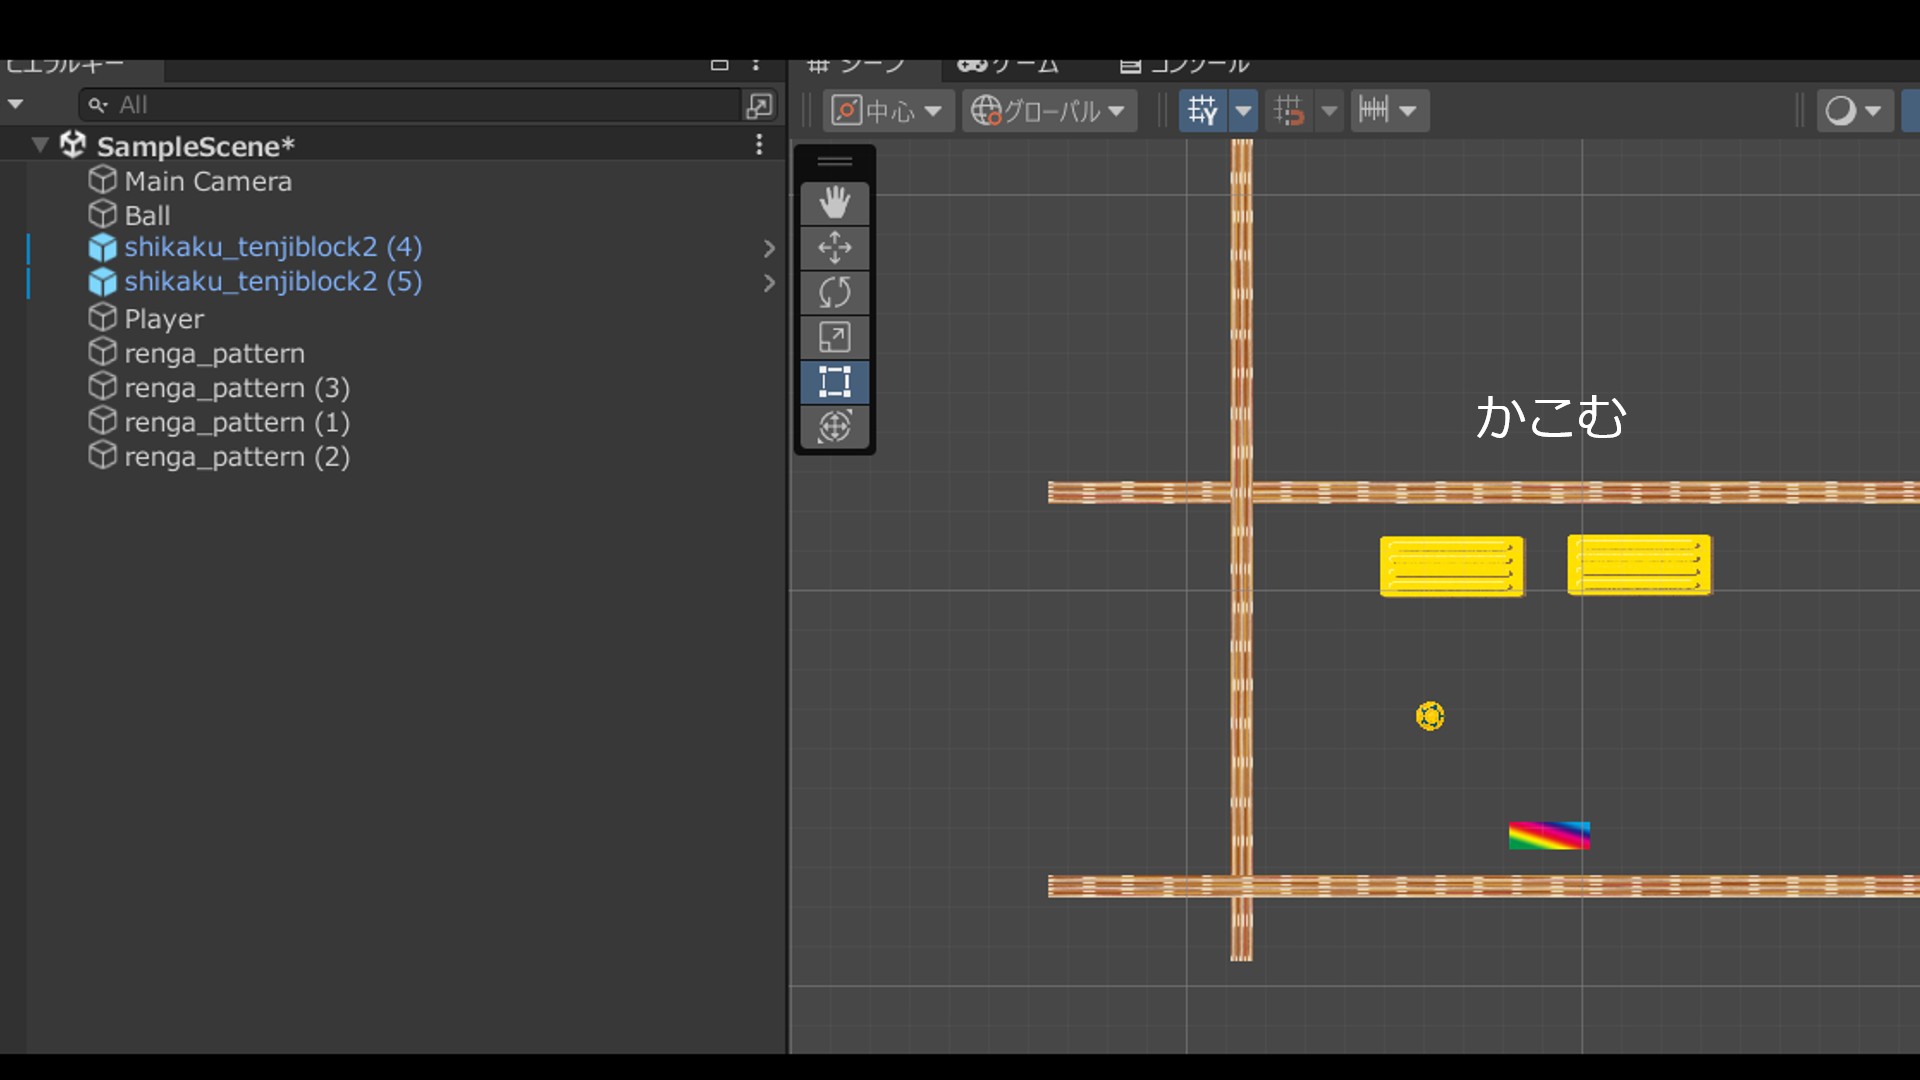 ヒエラルキー
シーン
ゲーム
コンソール
All
中心
グローバル
SampleScene*
Main Camera
Ball
shikaku_tenjiblock2 (4)
shikaku_tenjiblock2 (5)
Player
renga_pattern
renga_pattern (3)
renga_pattern (1)
renga_pattern (2)
かこむ